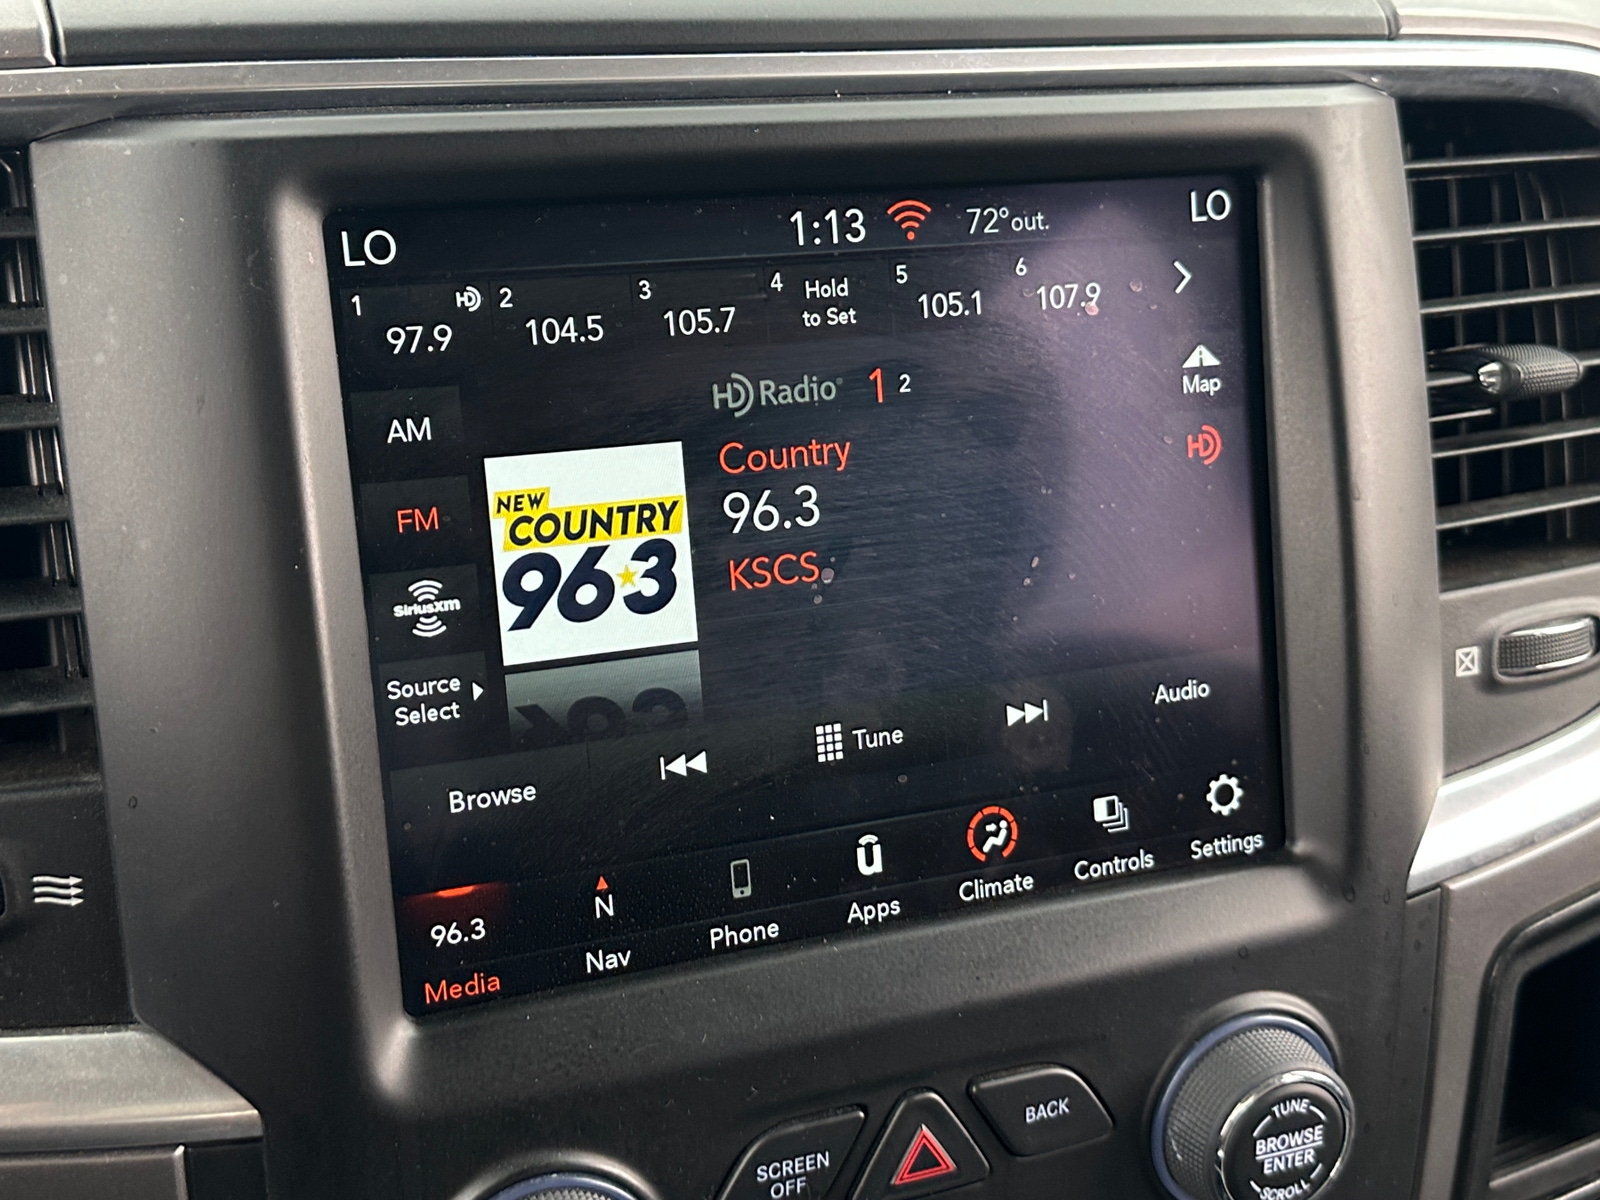 LO
1:13
72° out.
LO
1 HD 97.9
2 104.5
3 105.7
4 Hold
to Set
5 105.1
6 107.9
HD Radio 1 2
Map
HD
AM
FM
SiriusXM
Source
Select
NEW
COUNTRY
963
Country
96.3
KSCS
Browse
Tune
Audio
96.3
Media
N
Nav
Phone
Apps
Climate
Controls
Settings
SCREEN
OFF
BACK
TUNE
BROWSE
ENTER
SCROLL